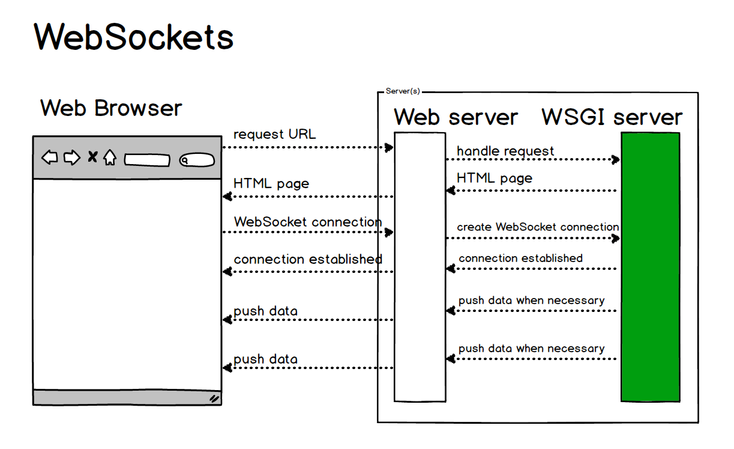 WebSockets
Server(s)
Web Browser
Web server
WSGI server
request URL
handle request
HTML page
HTML page
WebSocket connection
create WebSocket connection
connection established
connection established
push data
push data when necessary
push data
push data when necessary